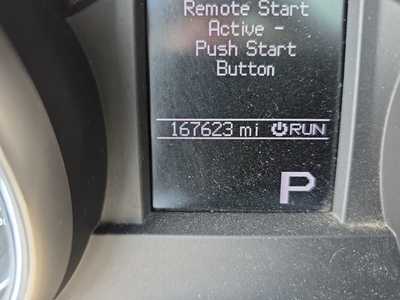 Remote Start
Active -
Push Start
Button
167623 mi ⏻RUN
P